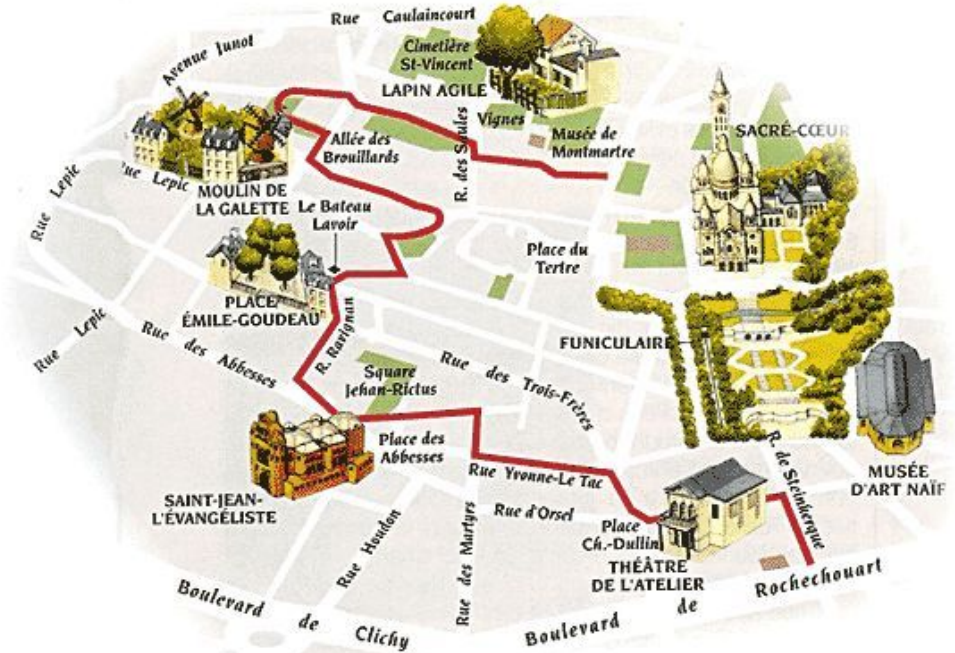 Rue Caulaincourt
Avenue Junot
Cimetière
St-Vincent
LAPIN AGILE
Vignes
R. des Saules
Musée de
Montmartre
SACRÉ-CŒUR
Allée des
Brouillards
Rue Lepic
ue Lepic
MOULIN DE
LA GALETTE
Le Bateau
Lavoir
Place du
Tertre
PLACE
ÉMILE-GOUDEAU
Rue Lepic
Rue des Abbesses
R. Ravignan
FUNICULAIRE
Square
Jehan-Rictus
Rue des Trois-Frères
Place des
Abbesses
R. de Steinkerque
MUSÉE
D'ART NAÏF
SAINT-JEAN-
L'ÉVANGÉLISTE
Rue Yvonne-Le Tac
Rue d'Orsel
Place
Ch.-Dullin
Rue Houdon
Rue des Martyrs
THÉÂTRE
DE L'ATELIER
Boulevard de Clichy
Boulevard de Rochechouart